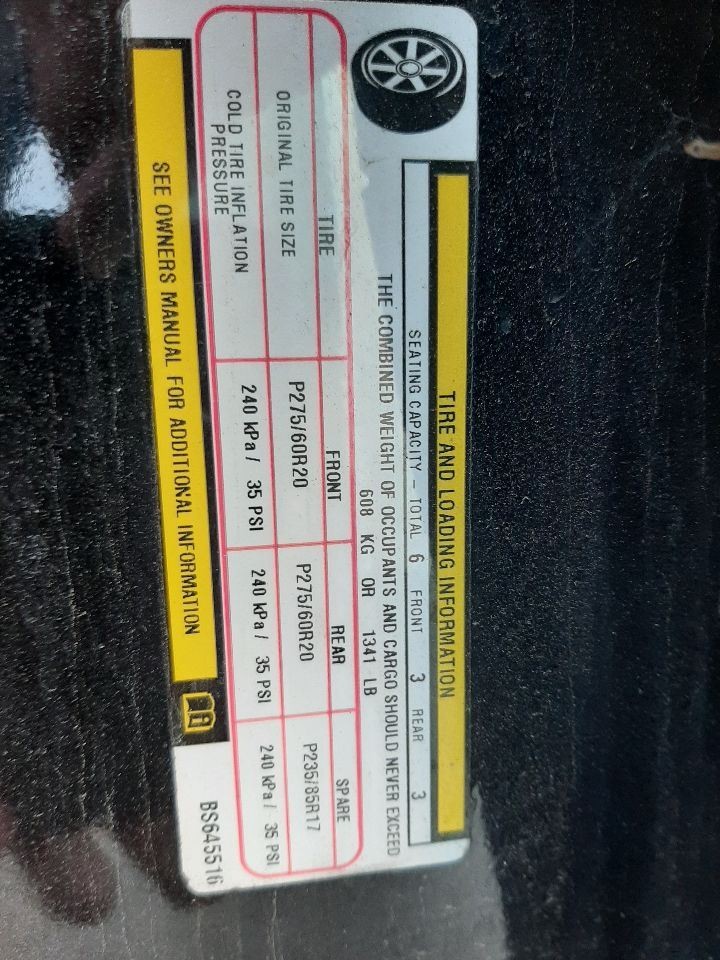 TIRE AND LOADING INFORMATION
SEATING CAPACITY – TOTAL 6 FRONT 3 REAR 3
THE COMBINED WEIGHT OF OCCUPANTS AND CARGO SHOULD NEVER EXCEED
608 KG OR 1341 LB
TIRE FRONT REAR SPARE
ORIGINAL TIRE SIZE P275/60R20 P275/60R20 P235/85R17
COLD TIRE INFLATION PRESSURE 240 kPa / 35 PSI 240 kPa / 35 PSI 240 kPa / 35 PSI
SEE OWNERS MANUAL FOR ADDITIONAL INFORMATION
BS645516